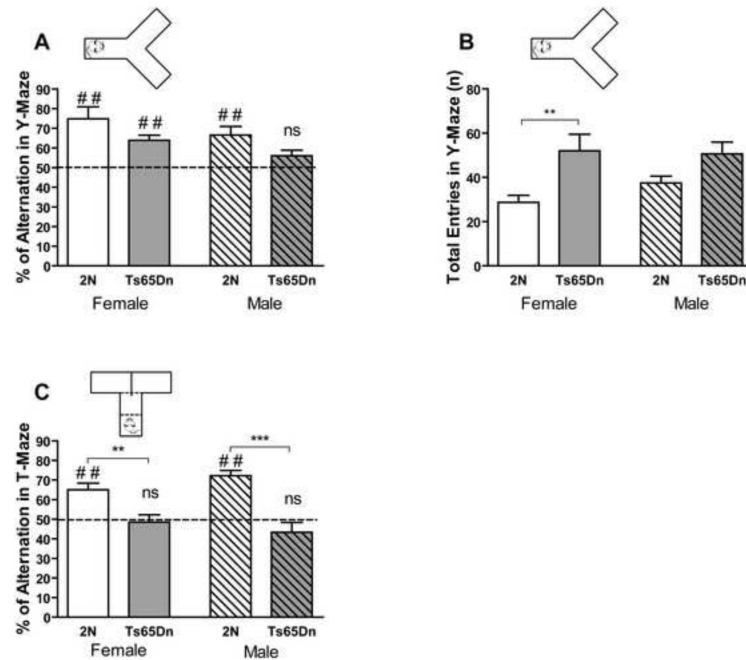 A
% of Alternation in Y-Maze
90
80
70
60
50
40
30
20
10
0
##
##
##
ns
2N Ts65Dn 2N Ts65Dn
Female Male
B
Total Entries in Y-Maze (n)
80
60
40
20
0
**
2N Ts65Dn 2N Ts65Dn
Female Male
C
% of Alternation in T-Maze
90
80
70
60
50
40
30
20
10
0
** ***
## ns ## ns
2N Ts65Dn 2N Ts65Dn
Female Male